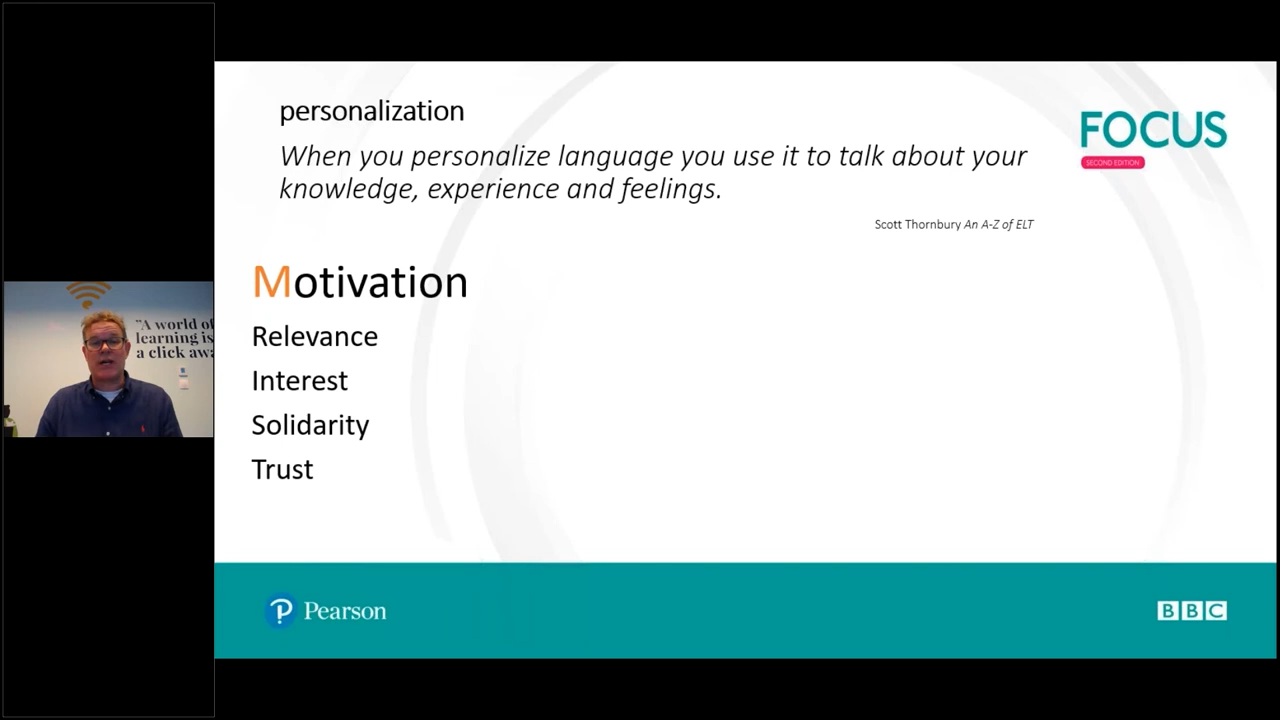 personalization
When you personalize language you use it to talk about your
knowledge, experience and feelings.
Scott Thornbury An A-Z of ELT
FOCUS
SECOND EDITION
Motivation
Relevance
Interest
Solidarity
Trust
"A world of
learning is
a click
Pearson
BBC